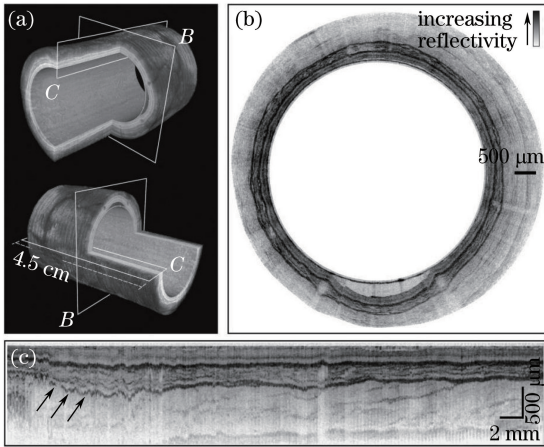 (a)
B
C
4.5 cm
C
B
(b)
increasing
reflectivity
500 μm
(c)
500 μm
2 mm